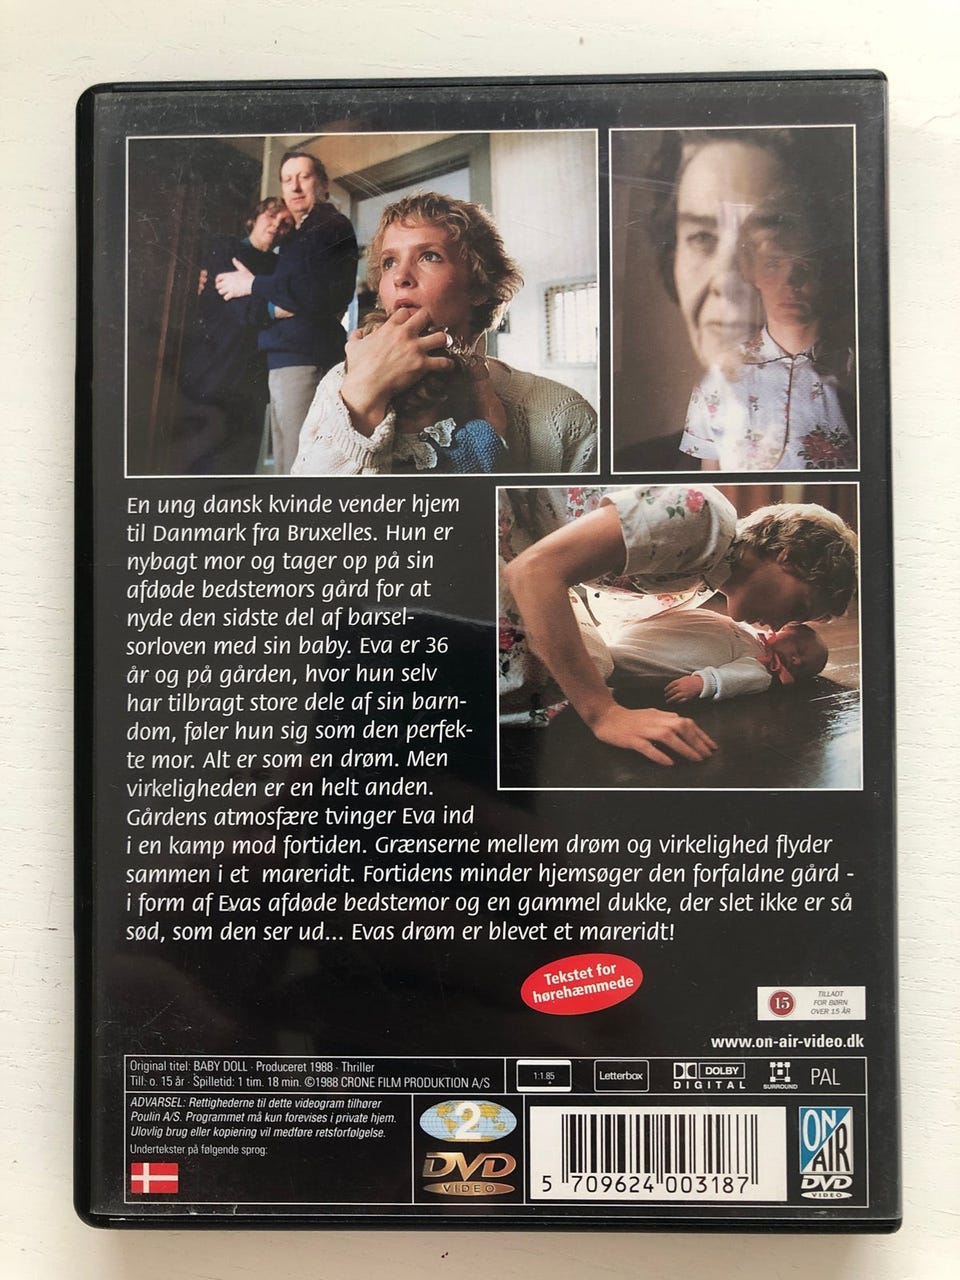 En ung dansk kvinde vender hjem
til Danmark fra Bruxelles. Hun er
nybagt mor og tager op på sin
afdøde bedstemors gård for at
nyde den sidste del af barsel-
sorloven med sin baby. Eva er 36
år og på gården, hvor hun selv
har tilbragt store dele af sin barn-
dom, føler hun sig som den perfek-
te mor. Alt er som en drøm. Men
virkeligheden er en helt anden.
Gårdens atmosfære tvinger Eva ind
i en kamp mod fortiden. Grænserne mellem drøm og virkelighed flyder
sammen i et mareridt. Fortidens minder hjemsøger den forfaldne gård -
i form af Evas afdøde bedstemor og en gammel dukke, der slet ikke er så
sød, som den ser ud... Evas drøm er blevet et mareridt!
Tekstet for
hørehæmmede
15
TILLADT
FOR BØRN
OVER 15 ÅR
www.on-air-video.dk
Original titel: BABY DOLL · Produceret 1988 · Thriller
Till: o. 15 år · Spilletid: 1 tim. 18 min. ©1988 CRONE FILM PRODUKTION A/S
1:1.85
Letterbox
DOLBY
DIGITAL
SURROUND
PAL
ADVARSEL: Rettighederne til dette videogram tilhører
Poulin A/S. Programmet må kun forevises i private hjem.
Ulovlig brug eller kopiering vil medføre retsforfølgelse.
Undertekster på følgende sprog:
2
DVD
VIDEO
5 709624 003187
ON
AIR
DVD
VIDEO